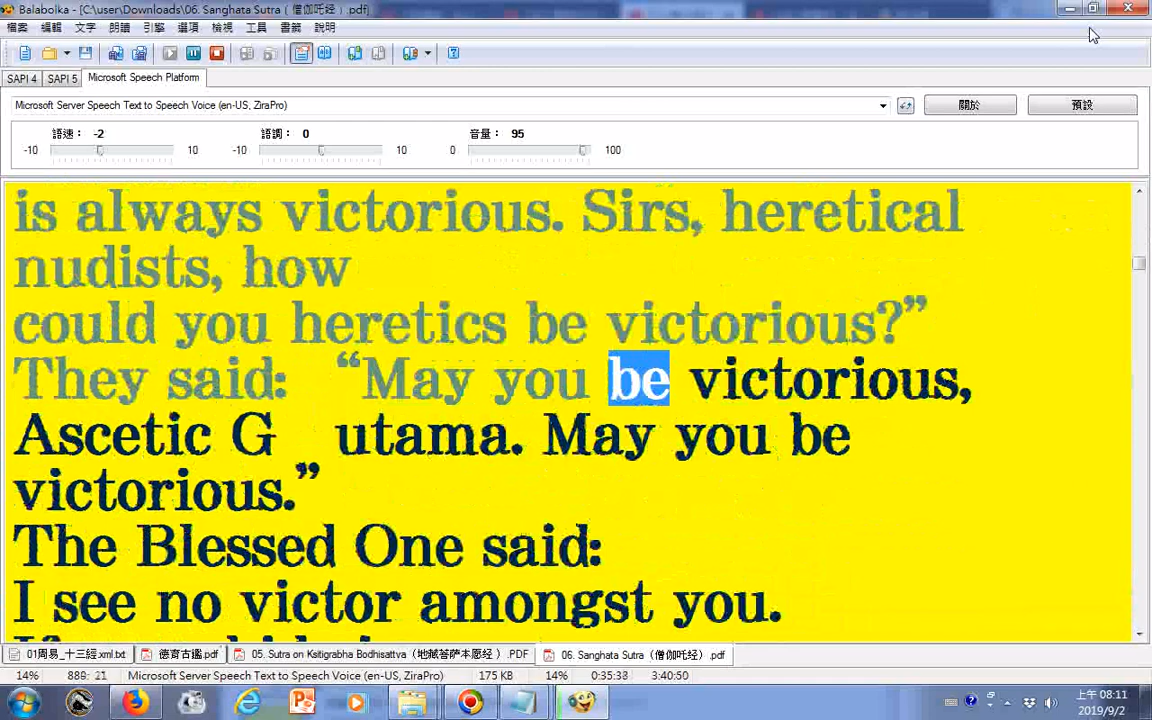 Balabolka - [C:\user\Downloads\06. Sanghata Sutra（僧伽吒经）.pdf]
檔案 編輯 文字 朗讀 引擎 選項 檢視 工具 書籤 說明
SAPI 4 SAPI 5 Microsoft Speech Platform
Microsoft Server Speech Text to Speech Voice (en-US, ZiraPro) 關於 預設
語速： -2 語調： 0 音量： 95
-10 10 -10 10 0 100
is always victorious. Sirs, heretical
nudists, how
could you heretics be victorious?”
They said: “May you be victorious,
Ascetic G utama. May you be
victorious.”
The Blessed One said:
I see no victor amongst you.
01周易_十三經.xml.txt 德育古鑑.pdf 05. Sutra on Ksitigrabha Bodhisattva（地藏菩萨本愿经）.PDF 06. Sanghata Sutra（僧伽吒经）.pdf
14% 889: 21 Microsoft Server Speech Text to Speech Voice (en-US, ZiraPro) 175 KB 14% 0:35:38 3:40:50
上午 08:11
2019/9/2